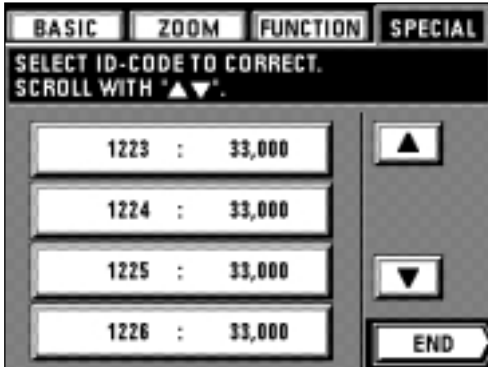 BASIC ZOOM FUNCTION SPECIAL
SELECT ID-CODE TO CORRECT.
SCROLL WITH "▲▼".
1223 : 33,000
1224 : 33,000
1225 : 33,000
1226 : 33,000
▲
▼
END